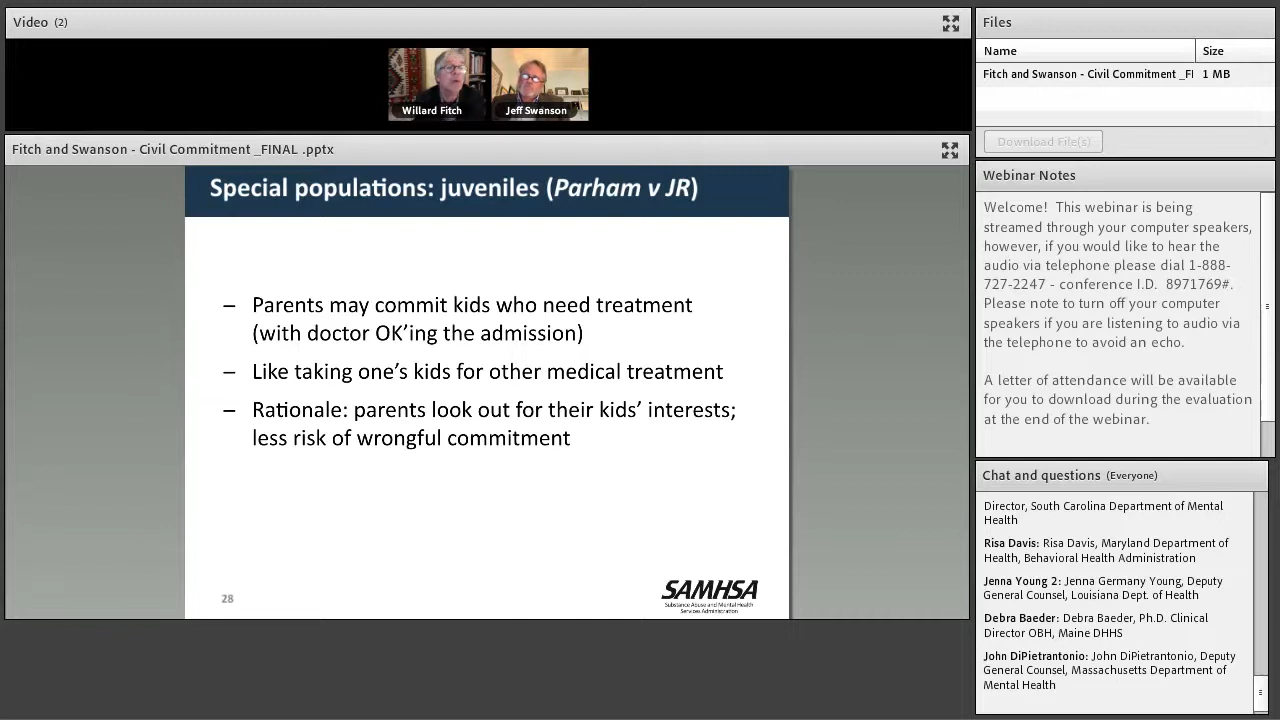 Video (2)
Willard Fitch
Jeff Swanson
Fitch and Swanson - Civil Commitment _FINAL .pptx
Special populations: juveniles (Parham v JR)
– Parents may commit kids who need treatment
(with doctor OK’ing the admission)
– Like taking one’s kids for other medical treatment
– Rationale: parents look out for their kids’ interests;
less risk of wrongful commitment
28
SAMHSA
Substance Abuse and Mental Health
Services Administration
Files
Name Size
Fitch and Swanson - Civil Commitment _FI 1 MB
Download File(s)
Webinar Notes
Welcome! This webinar is being
streamed through your computer speakers,
however, if you would like to hear the
audio via telephone please dial 1-888-
727-2247 - conference I.D. 8971769#.
Please note to turn off your computer
speakers if you are listening to audio via
the telephone to avoid an echo.
A letter of attendance will be available
for you to download during the evaluation
at the end of the webinar.
Chat and questions (Everyone)
Director, South Carolina Department of Mental
Health
Risa Davis: Risa Davis, Maryland Department of
Health, Behavioral Health Administration
Jenna Young 2: Jenna Germany Young, Deputy
General Counsel, Louisiana Dept. of Health
Debra Baeder: Debra Baeder, Ph.D. Clinical
Director OBH, Maine DHHS
John DiPietrantonio: John DiPietrantonio, Deputy
General Counsel, Massachusetts Department of
Mental Health